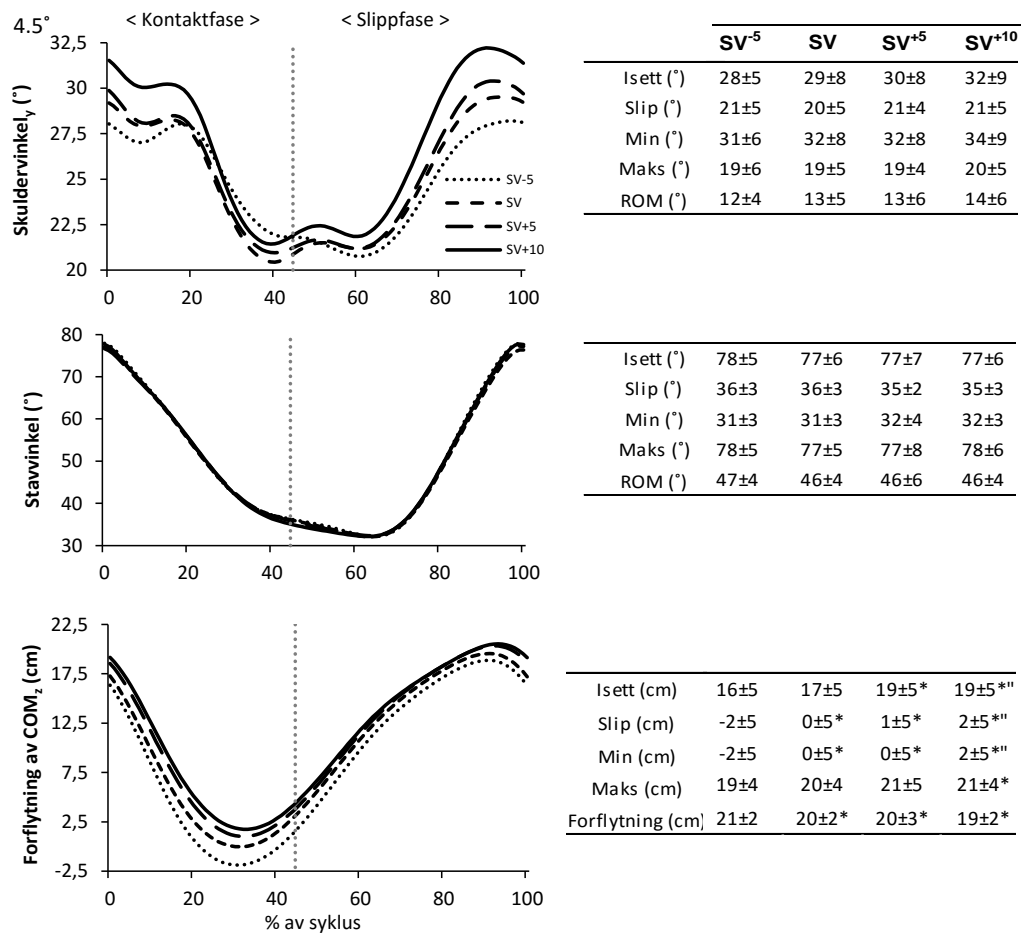 4.5˚
< Kontaktfase > < Slippfase >
Skuldervinkely (˚)
32,5
30
27,5
25
22,5
20
0 20 40 60 80 100
SV-5
SV
SV+5
SV+10
SV-5 SV SV+5 SV+10
Isett (˚) 28±5 29±8 30±8 32±9
Slip (˚) 21±5 20±5 21±4 21±5
Min (˚) 31±6 32±8 32±8 34±9
Maks (˚) 19±6 19±5 19±4 20±5
ROM (˚) 12±4 13±5 13±6 14±6
Stavvinkel (˚)
80
70
60
50
40
30
0 20 40 60 80 100
Isett (˚) 78±5 77±6 77±7 77±6
Slip (˚) 36±3 36±3 35±2 35±3
Min (˚) 31±3 31±3 32±4 32±3
Maks (˚) 78±5 77±5 77±8 78±6
ROM (˚) 47±4 46±4 46±6 46±4
Forflytning av COMz (cm)
22,5
17,5
12,5
7,5
2,5
-2,5
0 20 40 60 80 100
% av syklus
Isett (cm) 16±5 17±5 19±5* 19±5*"
Slip (cm) -2±5 0±5* 1±5* 2±5*"
Min (cm) -2±5 0±5* 0±5* 2±5*"
Maks (cm) 19±4 20±4 21±5 21±4*
Forflytning (cm) 21±2 20±2* 20±3* 19±2*